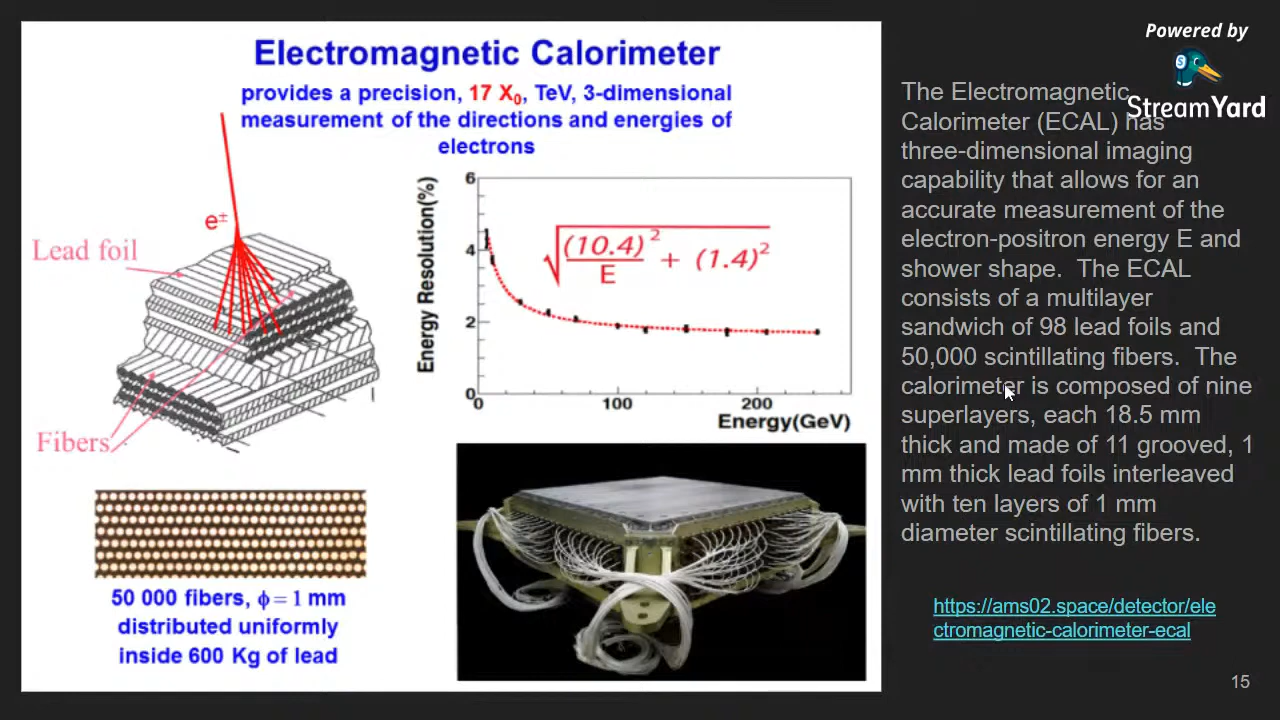 Electromagnetic Calorimeter
provides a precision, 17 X₀, TeV, 3-dimensional
measurement of the directions and energies of
electrons
e±
Lead foil
Fibers
Energy Resolution(%)
6
4
2
0
√((10.4)²/E + (1.4)²)
0 100 200
Energy(GeV)
50 000 fibers, ϕ = 1 mm
distributed uniformly
inside 600 Kg of lead
Powered by
StreamYard
The Electromagnetic
Calorimeter (ECAL) has
three-dimensional imaging
capability that allows for an
accurate measurement of the
electron-positron energy E and
shower shape. The ECAL
consists of a multilayer
sandwich of 98 lead foils and
50,000 scintillating fibers. The
calorimeter is composed of nine
superlayers, each 18.5 mm
thick and made of 11 grooved, 1
mm thick lead foils interleaved
with ten layers of 1 mm
diameter scintillating fibers.
https://ams02.space/detector/ele
ctromagnetic-calorimeter-ecal
15